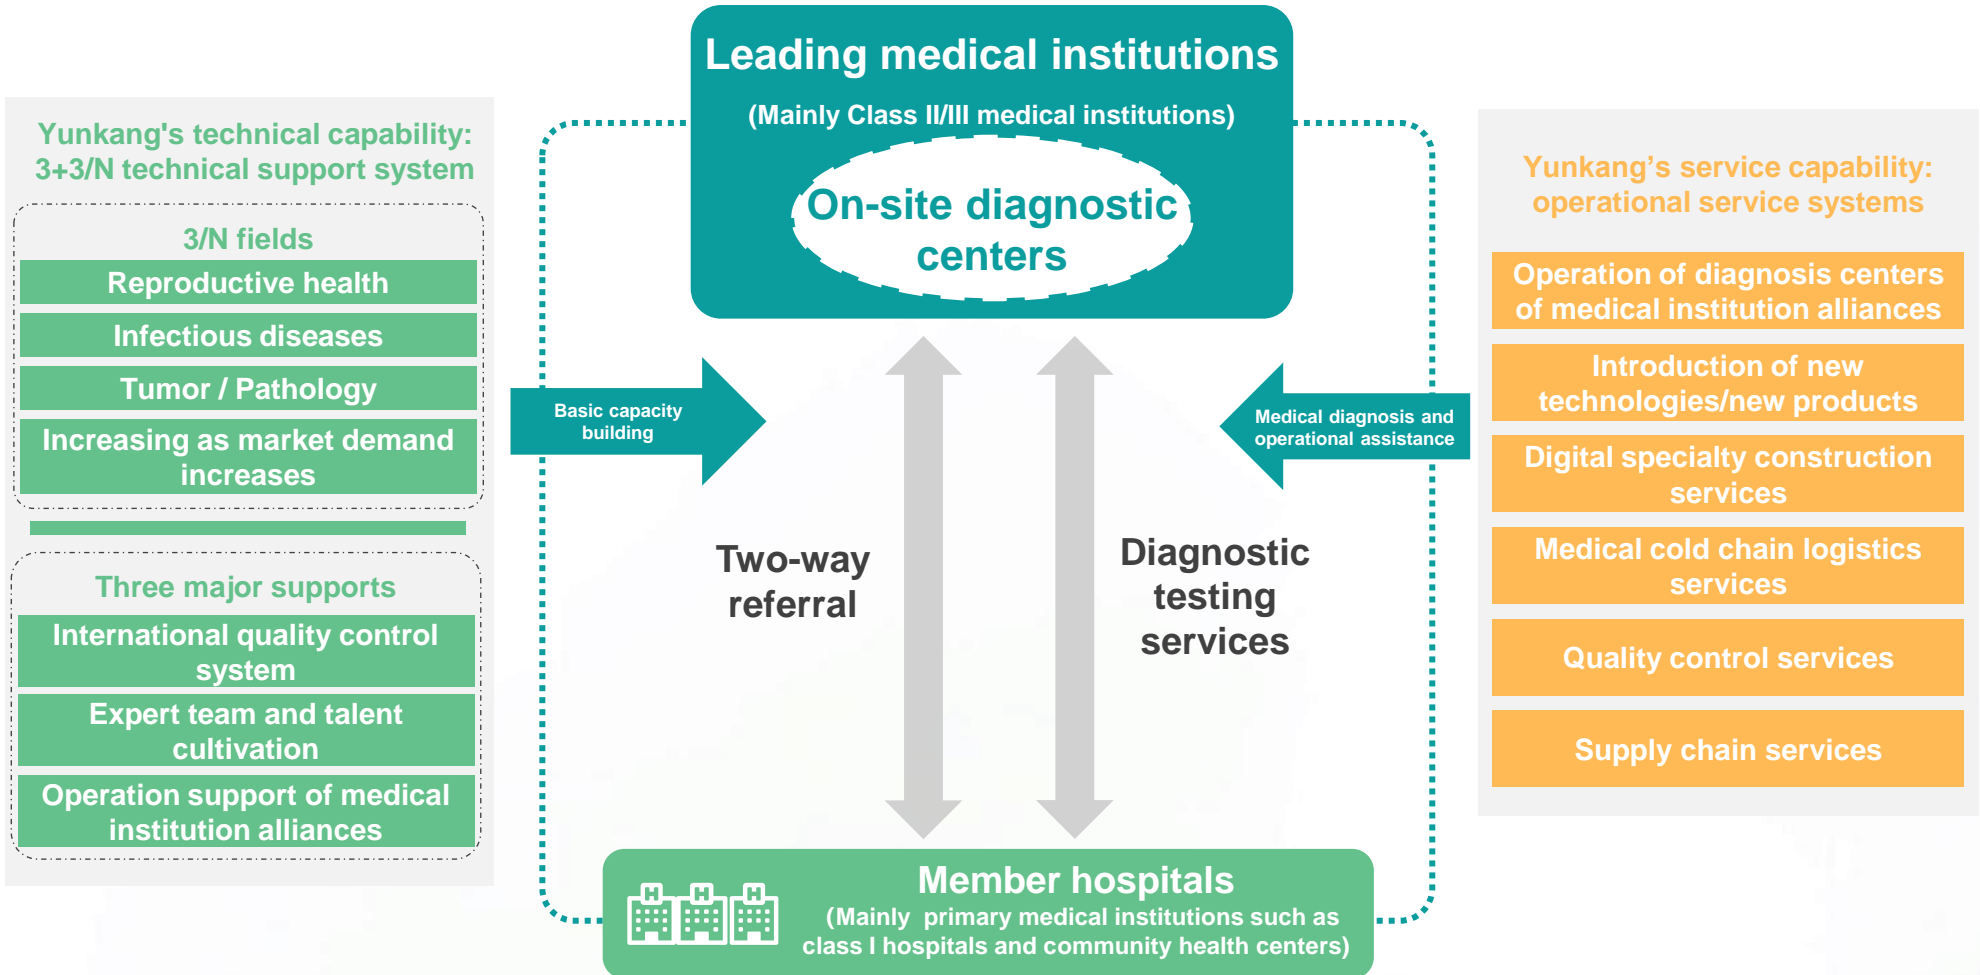 Leading medical institutions
(Mainly Class II/III medical institutions)
On-site diagnostic
centers
Yunkang's technical capability:
3+3/N technical support system
3/N fields
Reproductive health
Infectious diseases
Tumor / Pathology
Increasing as market demand
increases
Three major supports
International quality control
system
Expert team and talent
cultivation
Operation support of medical
institution alliances
Basic capacity
building
Two-way
referral
Diagnostic
testing
services
Medical diagnosis and
operational assistance
Yunkang’s service capability:
operational service systems
Operation of diagnosis centers
of medical institution alliances
Introduction of new
technologies/new products
Digital specialty construction
services
Medical cold chain logistics
services
Quality control services
Supply chain services
H H H
Member hospitals
(Mainly primary medical institutions such as
class I hospitals and community health centers)